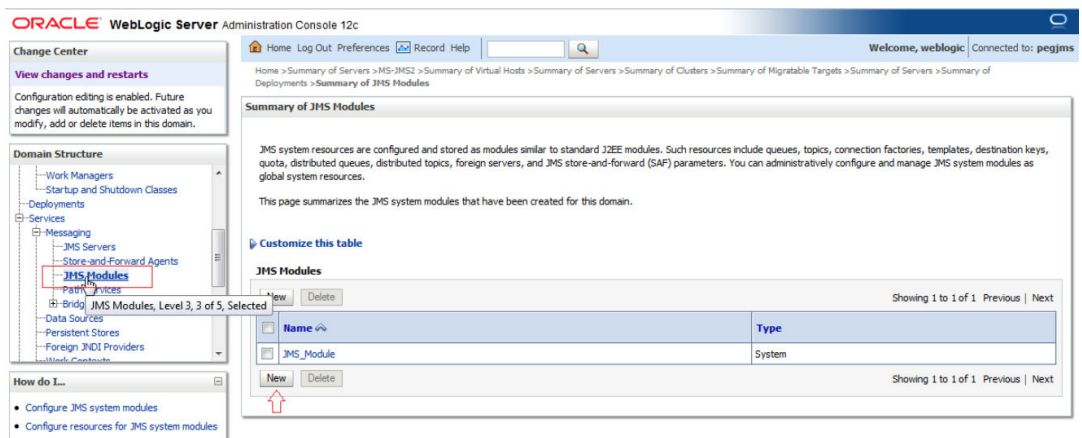 ORACLE WebLogic Server Administration Console 12c
Change Center
View changes and restarts
Configuration editing is enabled. Future
changes will automatically be activated as you
modify, add or delete items in this domain.
Domain Structure
Work Managers
Startup and Shutdown Classes
Deployments
Services
Messaging
JMS Servers
Store-and-Forward Agents
JMS Modules
Bridg
JMS Modules, Level 3, 3 of 5, Selected
Data Sources
Persistent Stores
Foreign JNDI Providers
Work Contexts
How do I...
Configure JMS system modules
Configure resources for JMS system modules
Home Log Out Preferences Record Help
Welcome, weblogic Connected to: pegjms
Home >Summary of Servers >MS-JMS2 >Summary of Virtual Hosts >Summary of Servers >Summary of Clusters >Summary of Migratable Targets >Summary of Servers >Summary of
Deployments >Summary of JMS Modules
Summary of JMS Modules
JMS system resources are configured and stored as modules similar to standard J2EE modules. Such resources include queues, topics, connection factories, templates, destination keys,
quota, distributed queues, distributed topics, foreign servers, and JMS store-and-forward (SAF) parameters. You can administratively configure and manage JMS system modules as
global system resources.
This page summarizes the JMS system modules that have been created for this domain.
Customize this table
JMS Modules
New Delete Showing 1 to 1 of 1 Previous | Next
Name Type
JMS_Module System
New Delete Showing 1 to 1 of 1 Previous | Next